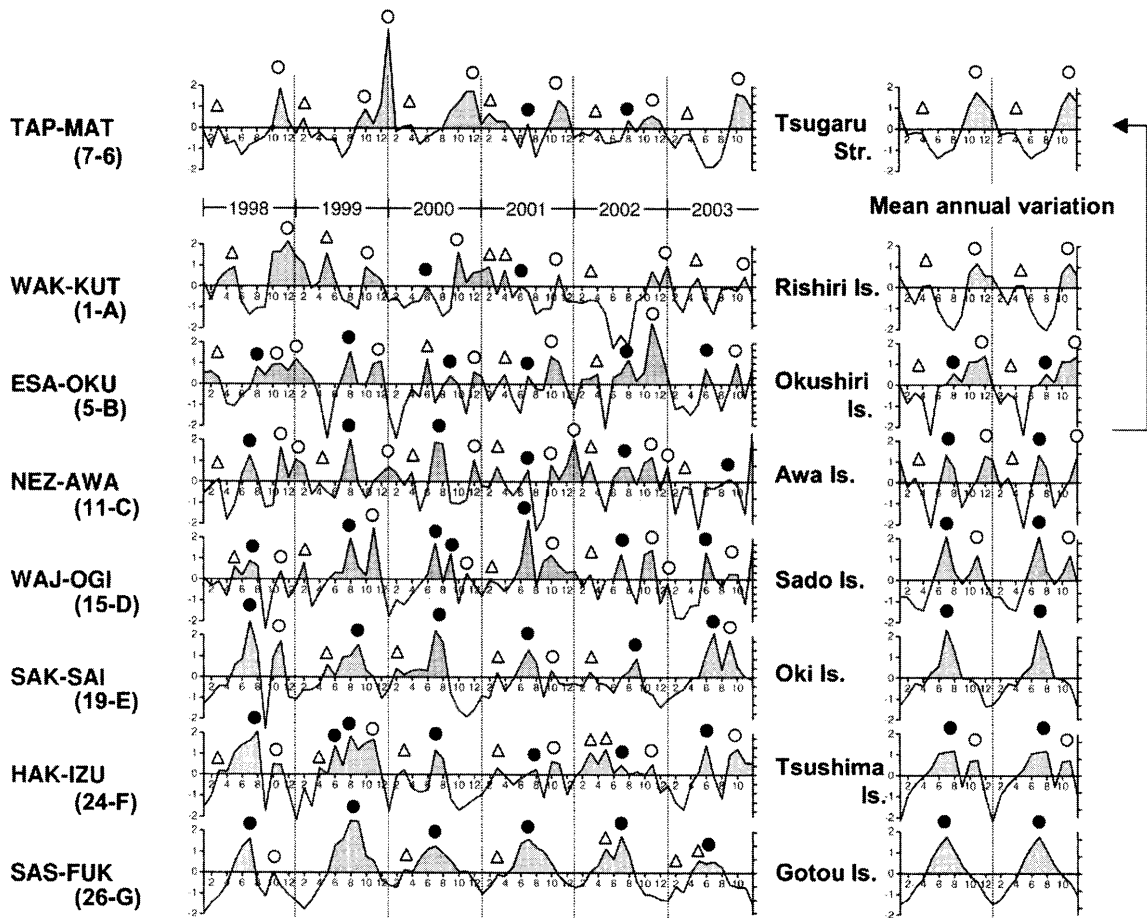 TAP-MAT
(7-6)
Tsugaru
Str.
1998 1999 2000 2001 2002 2003
Mean annual variation
WAK-KUT
(1-A)
Rishiri Is.
ESA-OKU
(5-B)
Okushiri
Is.
NEZ-AWA
(11-C)
Awa Is.
WAJ-OGI
(15-D)
Sado Is.
SAK-SAI
(19-E)
Oki Is.
HAK-IZU
(24-F)
Tsushima
Is.
SAS-FUK
(26-G)
Gotou Is.